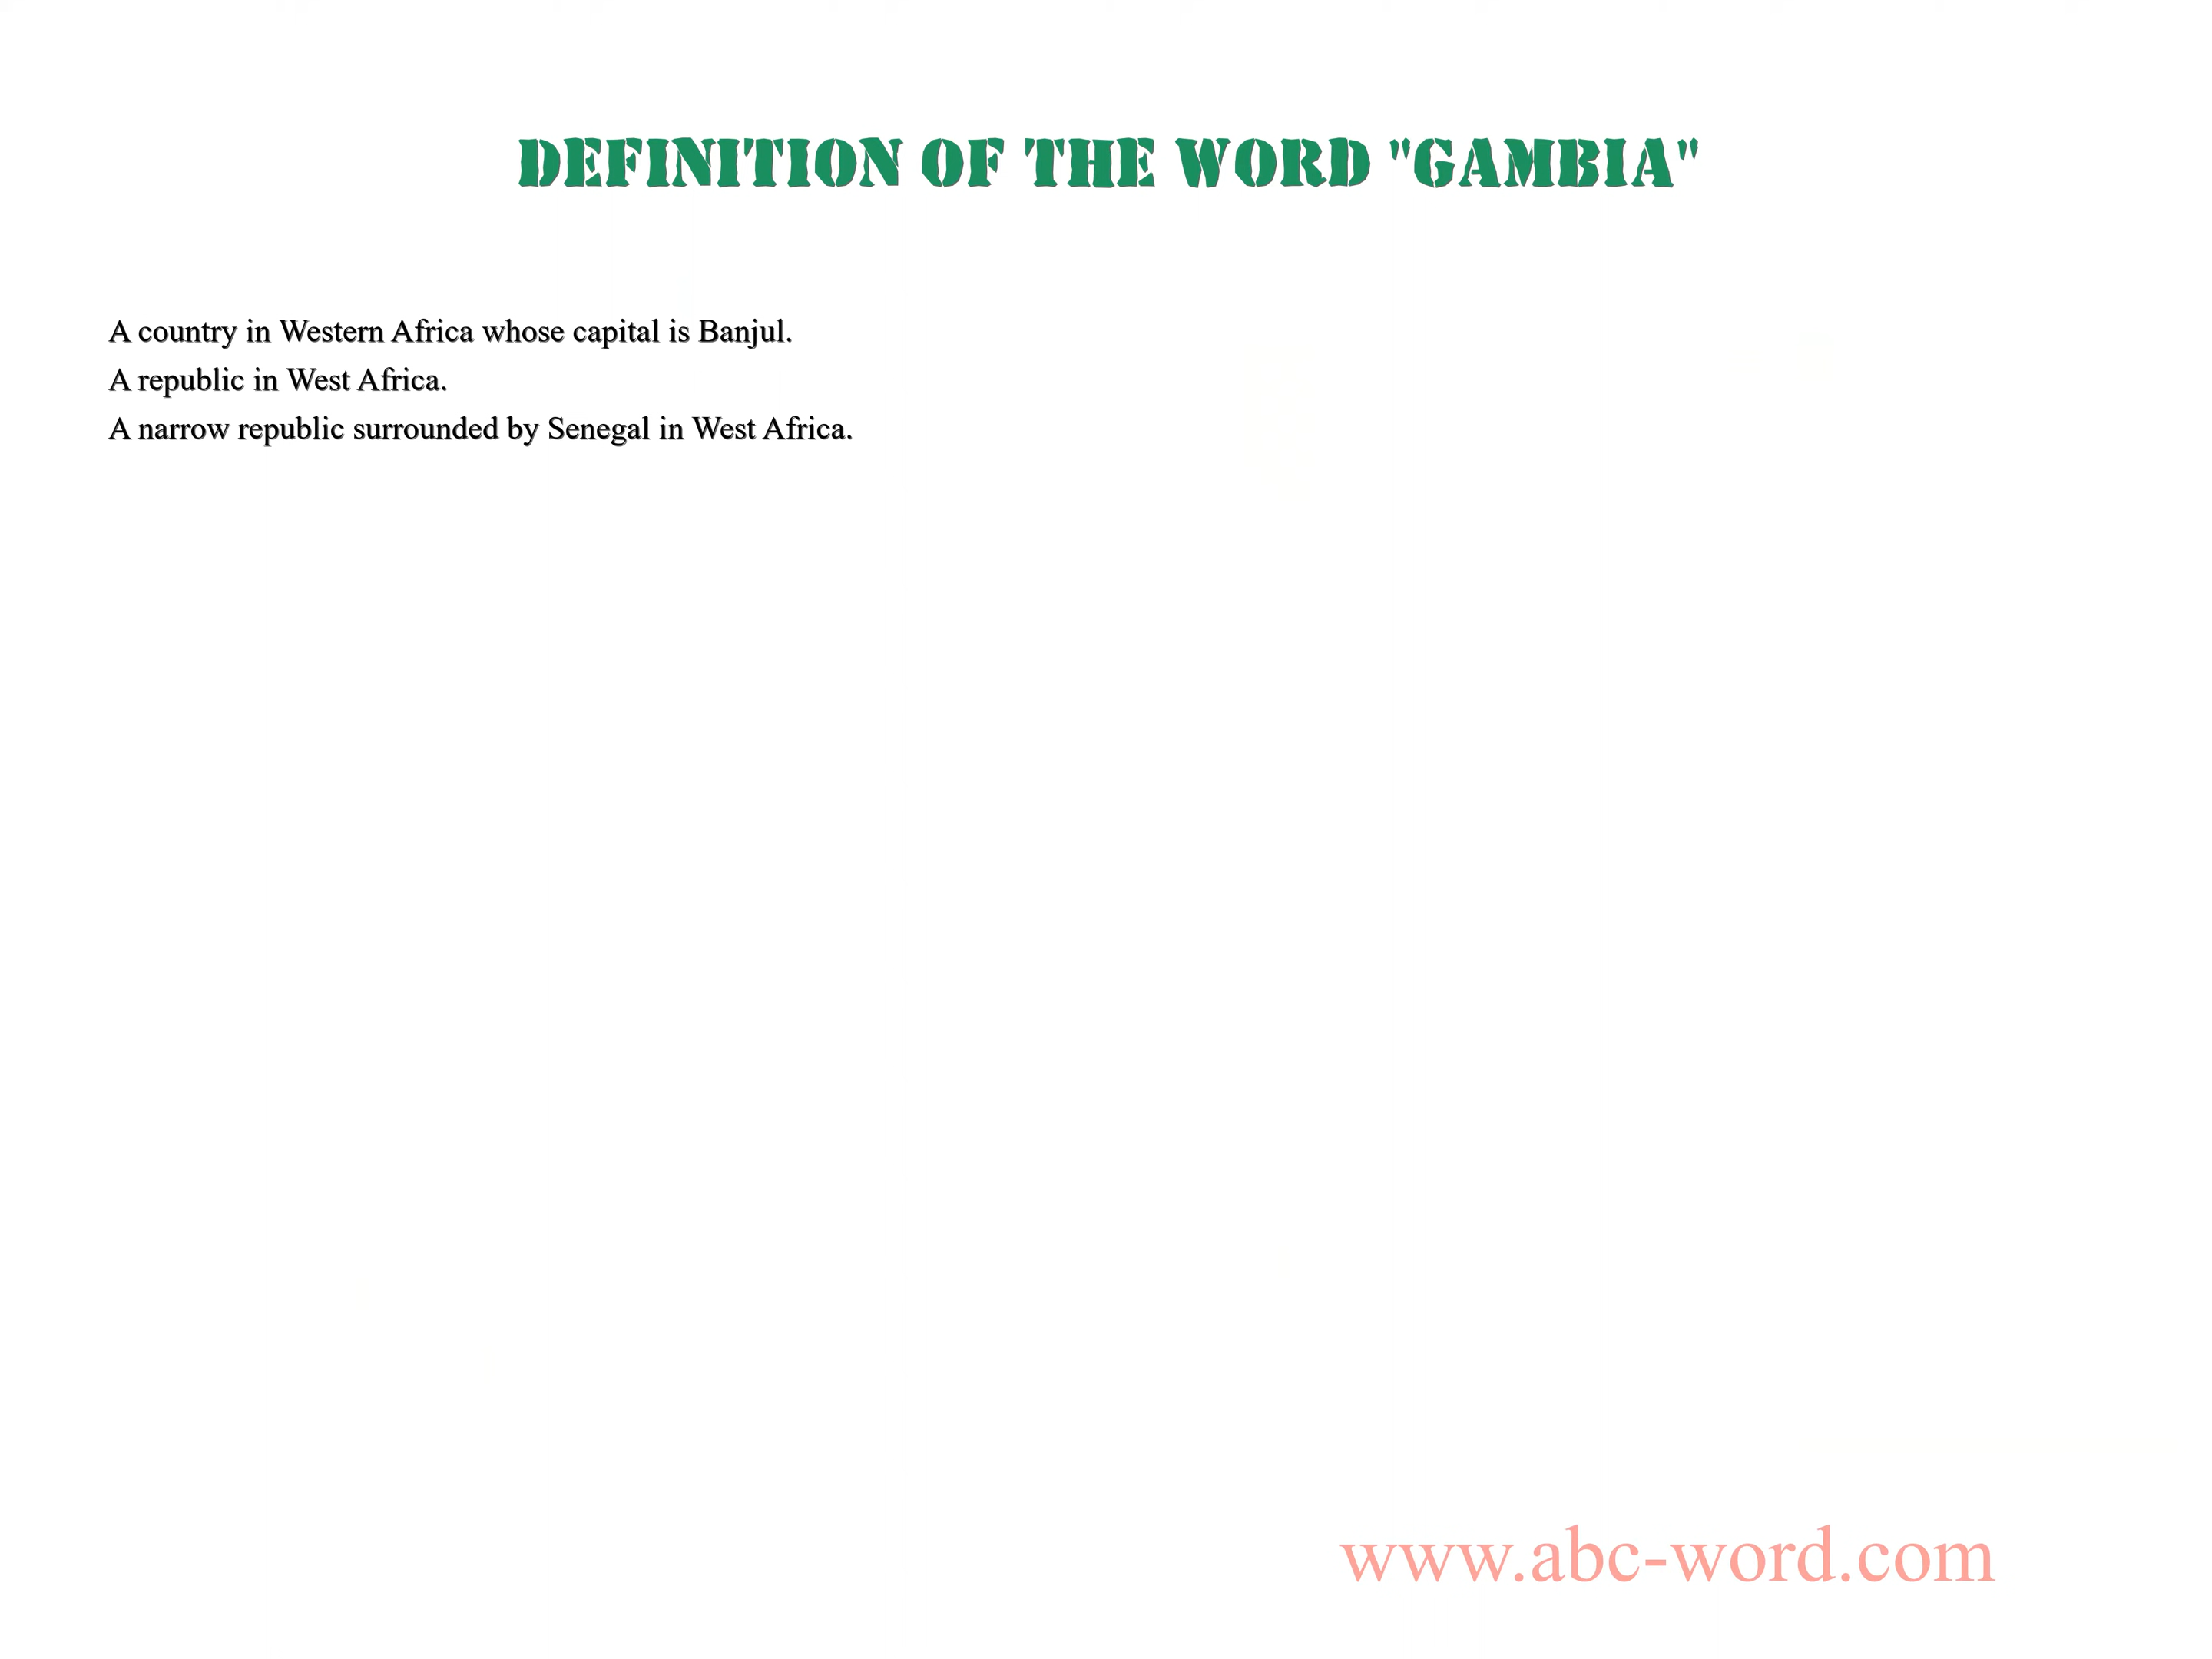 DEFINITION OF THE WORD "GAMBIA"
A country in Western Africa whose capital is Banjul.
A republic in West Africa.
A narrow republic surrounded by Senegal in West Africa.
www.abc-word.com